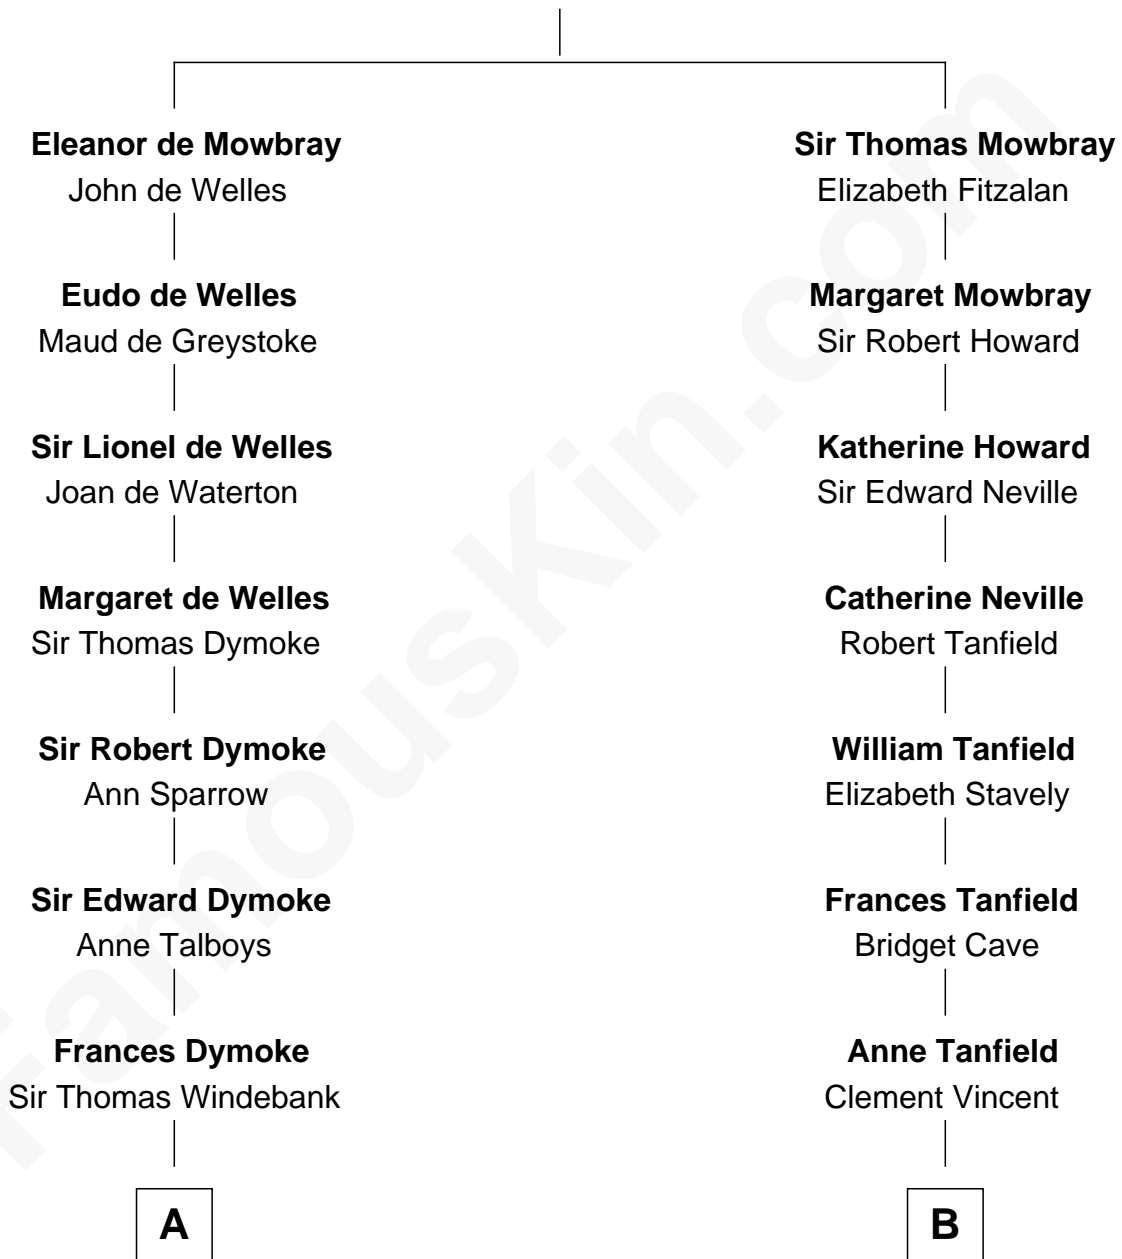 Eleanor de Mowbray
John de Welles
Sir Thomas Mowbray
Elizabeth Fitzalan
Eudo de Welles
Maud de Greystoke
Margaret Mowbray
Sir Robert Howard
Sir Lionel de Welles
Joan de Waterton
Katherine Howard
Sir Edward Neville
Margaret de Welles
Sir Thomas Dymoke
Catherine Neville
Robert Tanfield
Sir Robert Dymoke
Ann Sparrow
William Tanfield
Elizabeth Stavely
Sir Edward Dymoke
Anne Talboys
Frances Tanfield
Bridget Cave
Frances Dymoke
Sir Thomas Windebank
Anne Tanfield
Clement Vincent
A
B
FamousKin.com